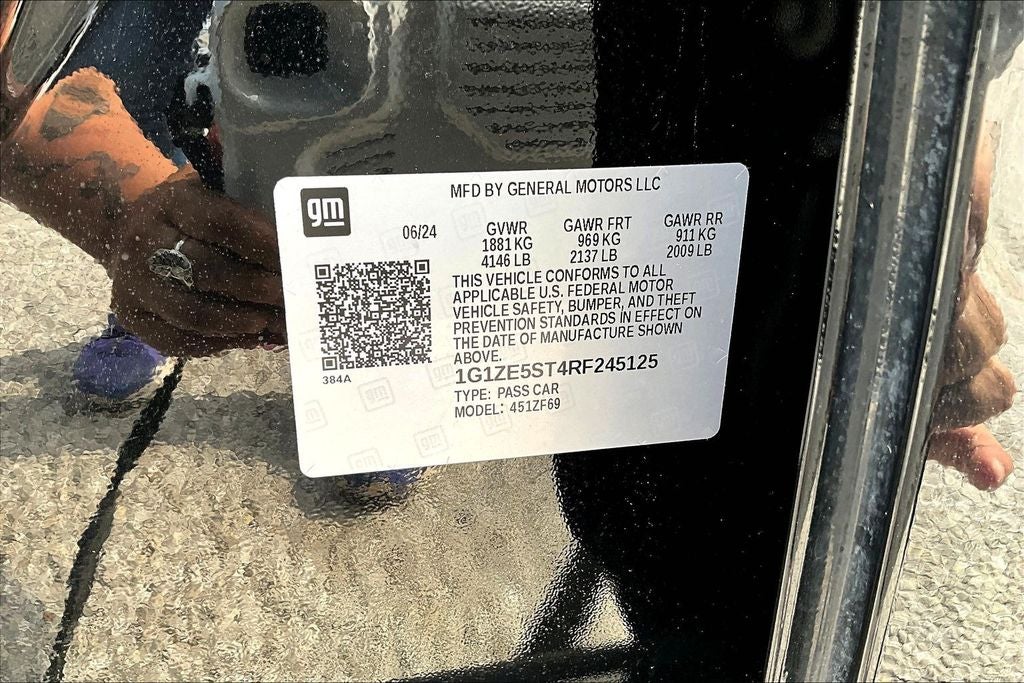 MFD BY GENERAL MOTORS LLC
gm
06/24
GVWR GAWR FRT GAWR RR
1881 KG 969 KG 911 KG
4146 LB 2137 LB 2009 LB
THIS VEHICLE CONFORMS TO ALL
APPLICABLE U.S. FEDERAL MOTOR
VEHICLE SAFETY, BUMPER, AND THEFT
PREVENTION STANDARDS IN EFFECT ON
THE DATE OF MANUFACTURE SHOWN
ABOVE.
384A
1G1ZE5ST4RF245125
TYPE: PASS CAR
MODEL: 451ZF69